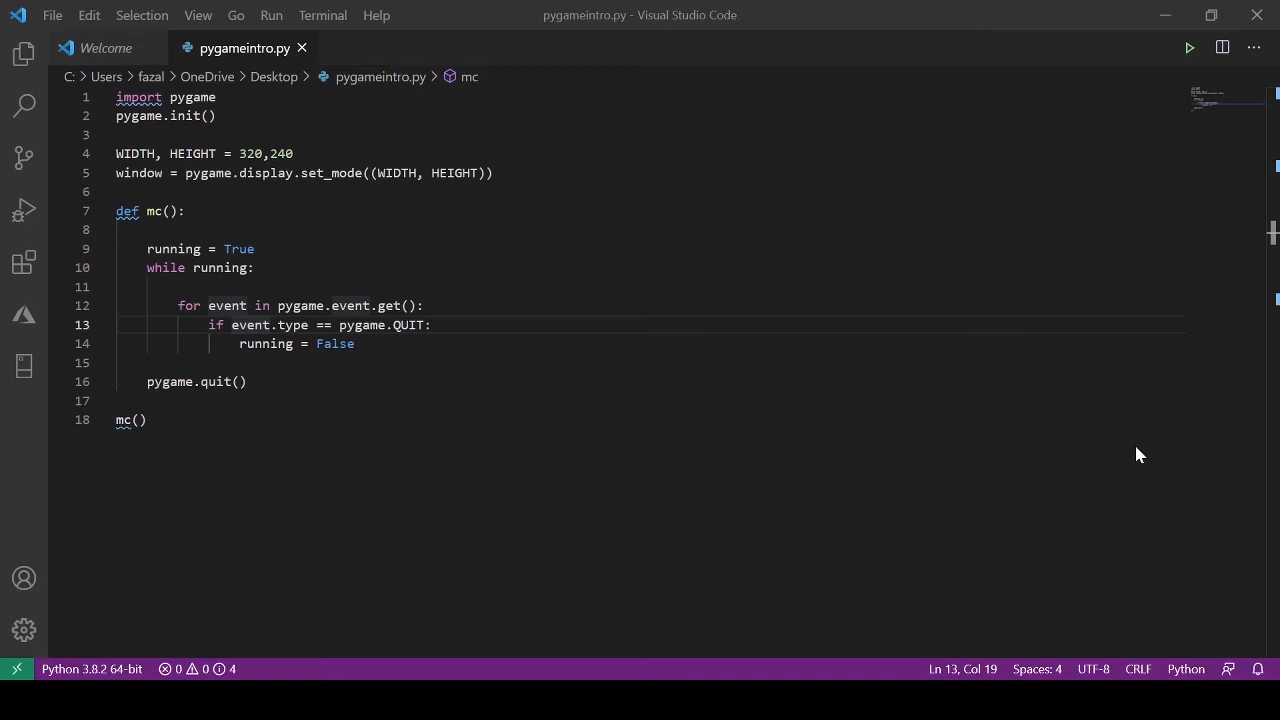 File Edit Selection View Go Run Terminal Help pygameintro.py - Visual Studio Code
Welcome pygameintro.py
C: > Users > fazal > OneDrive > Desktop > pygameintro.py > mc
1 import pygame
2 pygame.init()
3
4 WIDTH, HEIGHT = 320,240
5 window = pygame.display.set_mode((WIDTH, HEIGHT))
6
7 def mc():
8
9 running = True
10 while running:
11
12 for event in pygame.event.get():
13 if event.type == pygame.QUIT:
14 running = False
15
16 pygame.quit()
17
18 mc()
Python 3.8.2 64-bit 0 0 4 Ln 13, Col 19 Spaces: 4 UTF-8 CRLF Python